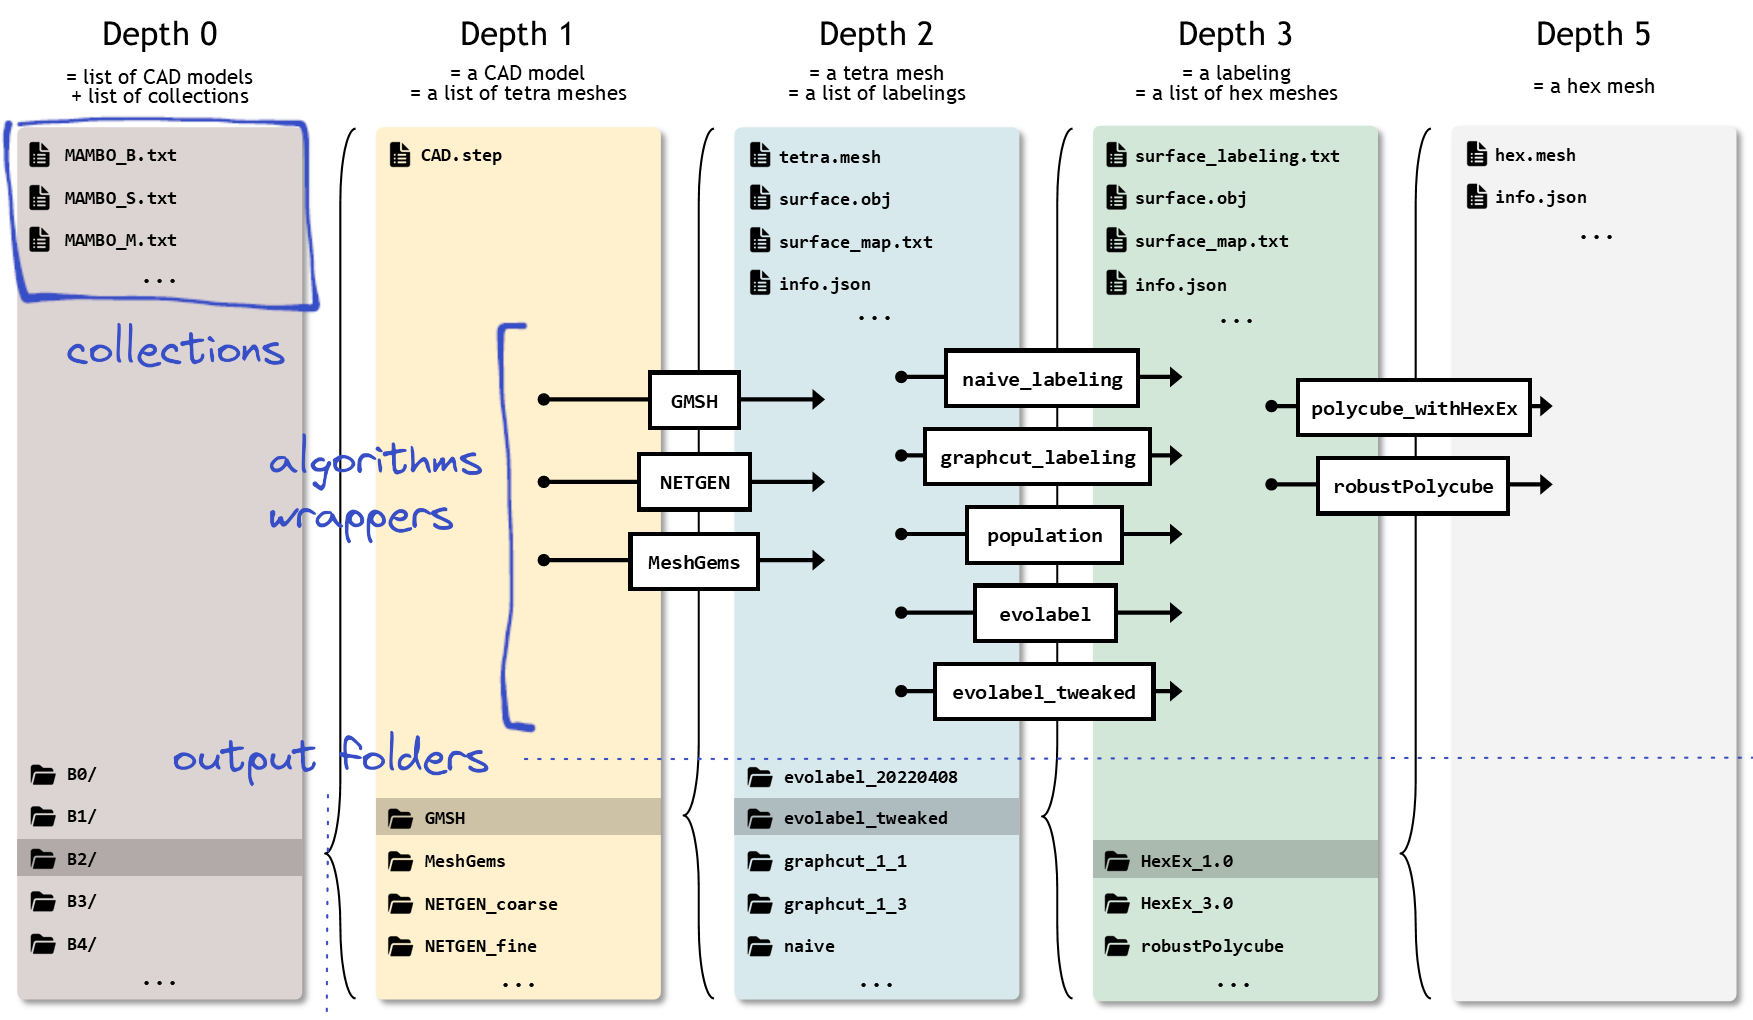 Depth 0
= list of CAD models
+ list of collections
MAMBO_B.txt
MAMBO_S.txt
MAMBO_M.txt
...
collections
B0/
B1/
B2/
B3/
B4/
...
Depth 1
= a CAD model
= a list of tetra meshes
CAD.step
algorithms
wrappers
GMSH
NETGEN
MeshGems
output folders
GMSH
MeshGems
NETGEN_coarse
NETGEN_fine
...
Depth 2
= a tetra mesh
= a list of labelings
tetra.mesh
surface.obj
surface_map.txt
info.json
...
naive_labeling
graphcut_labeling
population
evolabel
evolabel_tweaked
evolabel_20220408
evolabel_tweaked
graphcut_1_1
graphcut_1_3
naive
...
Depth 3
= a labeling
= a list of hex meshes
surface_labeling.txt
surface.obj
surface_map.txt
info.json
...
polycube_withHexEx
robustPolycube
HexEx_1.0
HexEx_3.0
robustPolycube
...
Depth 5
= a hex mesh
hex.mesh
info.json
...